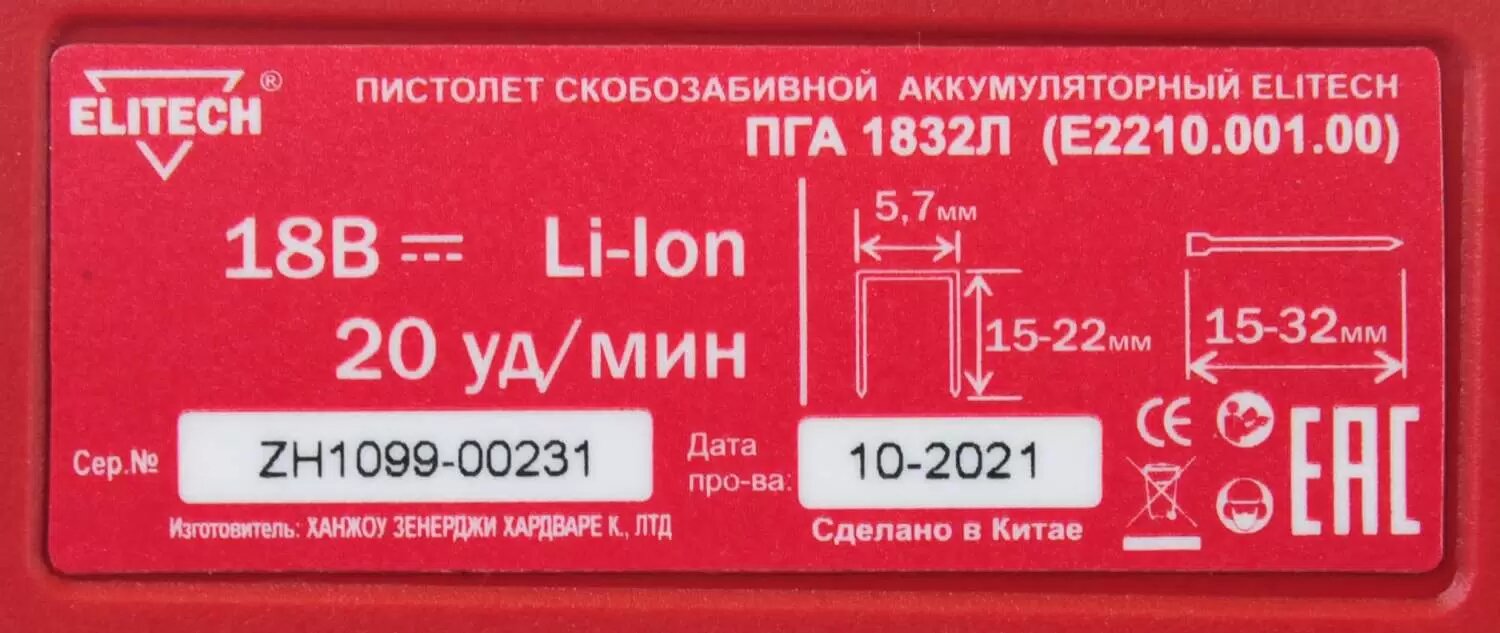 ELITECH®
ПИСТОЛЕТ СКОБОЗАБИВНОЙ АККУМУЛЯТОРНЫЙ ELITECH
ПГА 1832Л (E2210.001.00)
18В Li-Ion
20 уд/мин
5,7мм
15-22мм
15-32мм
Сер.№ ZH1099-00231
Дата про-ва: 10-2021
Изготовитель: ХАНЖОУ ЗЕНЕРДЖИ ХАРДВАРЕ К., ЛТД
Сделано в Китае
CE
EAC